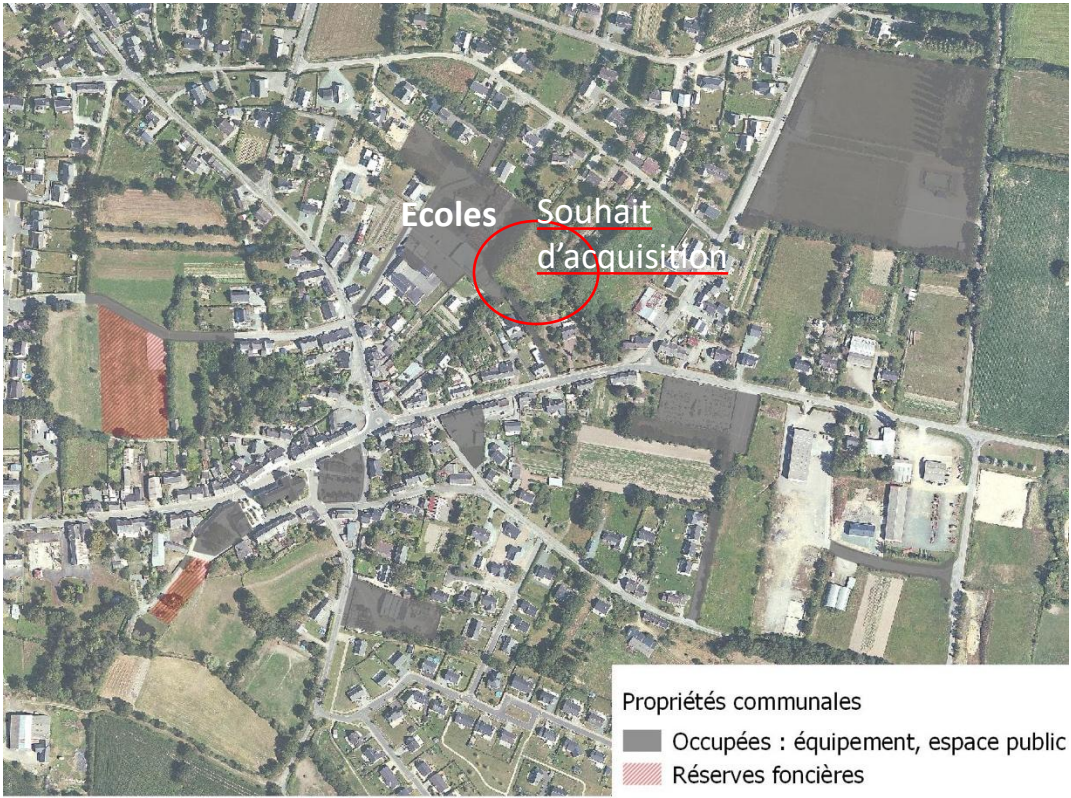 Ecoles
Souhait
d'acquisition
Propriétés communales
Occupées : équipement, espace public
Réserves foncières